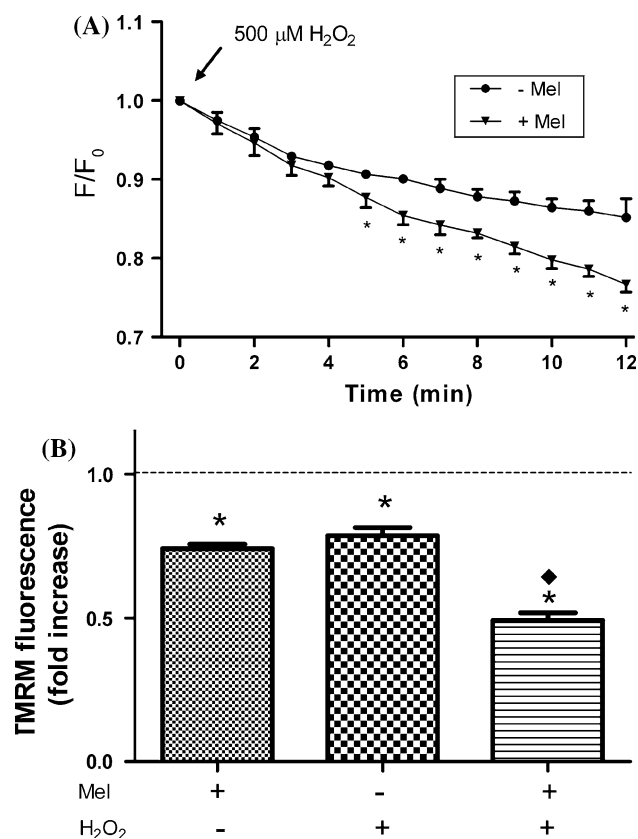 (A)
500 µM H₂O₂
1.1
1.0
0.9
0.8
0.7
F/F₀
- Mel
+ Mel
* * * * * * * *
0 2 4 6 8 10 12
Time (min)
(B)
TMRM fluorescence
(fold increase)
1.0
0.5
0.0
* * ◆ *
Mel + - +
H₂O₂ - + +